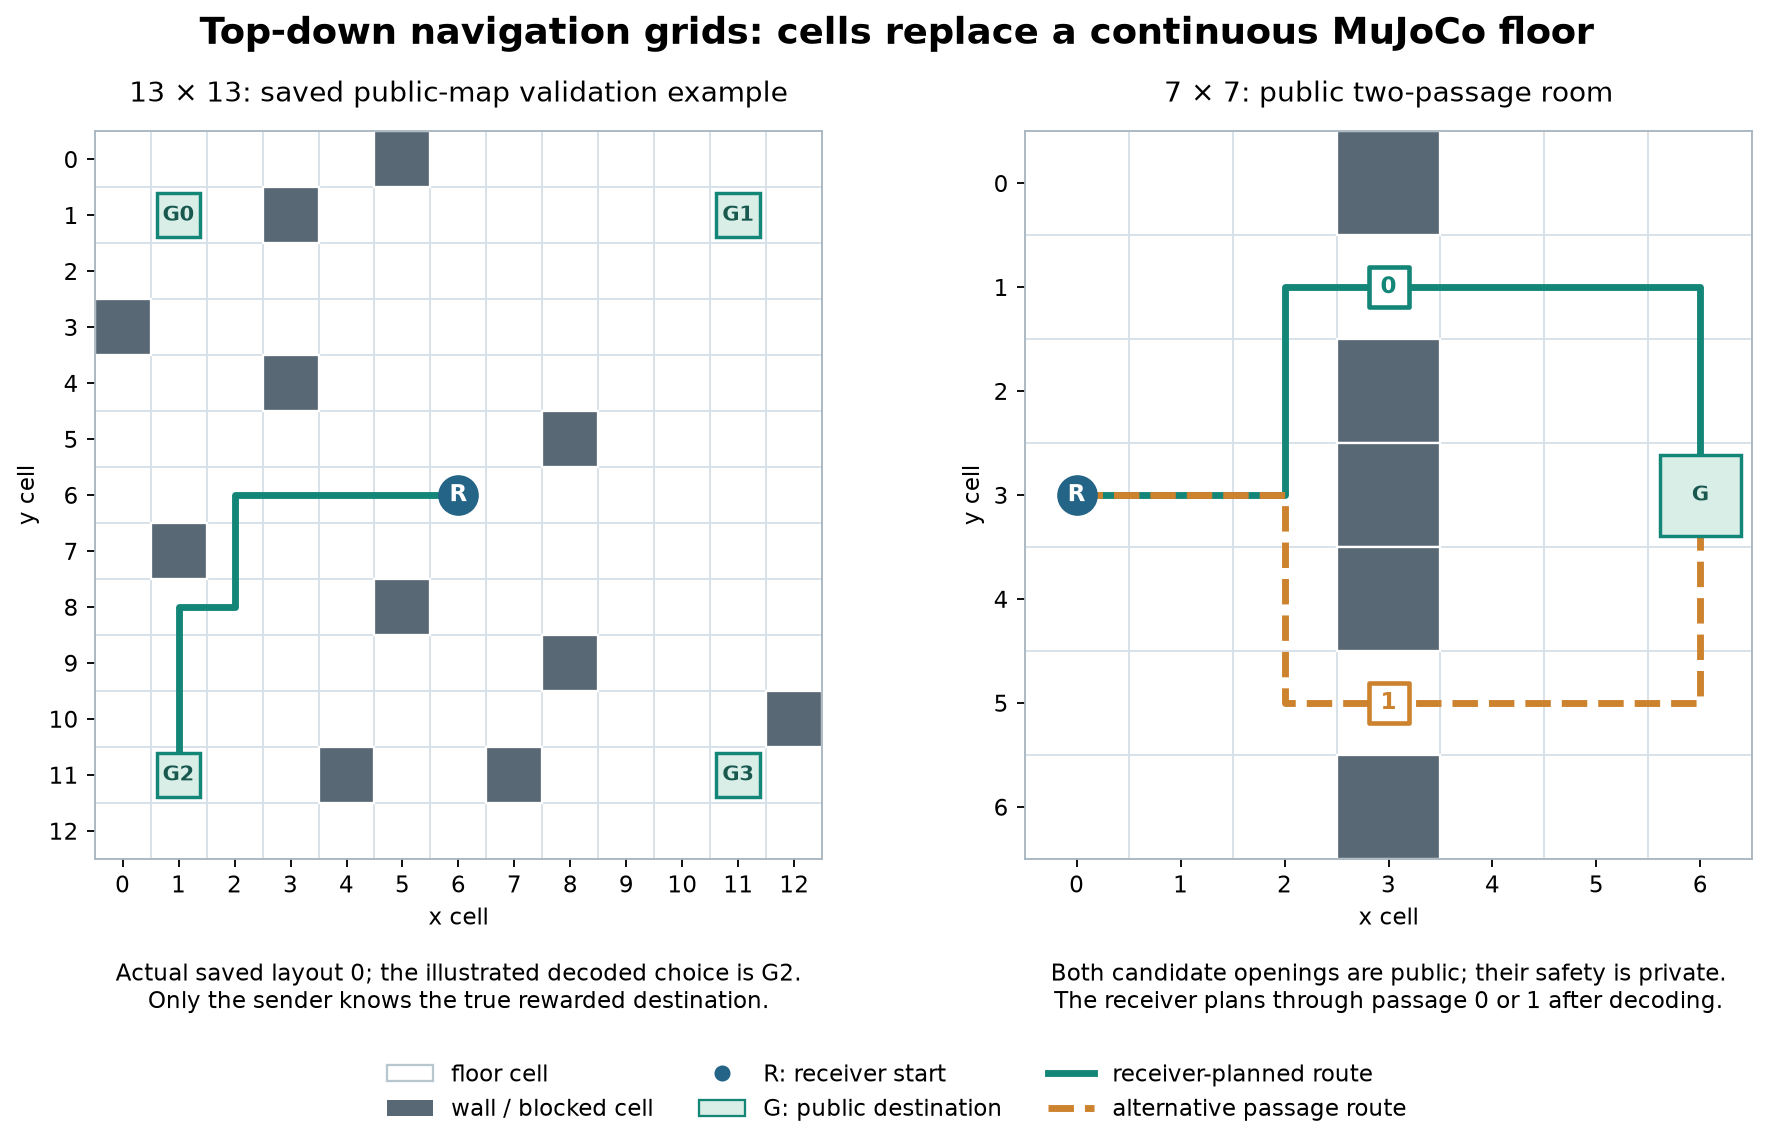 Top-down navigation grids: cells replace a continuous MuJoCo floor
13 × 13: saved public-map validation example
0
1
2
3
4
5
6
7
8
9
10
11
12
y cell
G0
G1
R
G2
G3
0 1 2 3 4 5 6 7 8 9 10 11 12
x cell
Actual saved layout 0; the illustrated decoded choice is G2.
Only the sender knows the true rewarded destination.
7 × 7: public two-passage room
0
1
2
3
4
5
6
y cell
0
R
G
1
0 1 2 3 4 5 6
x cell
Both candidate openings are public; their safety is private.
The receiver plans through passage 0 or 1 after decoding.
floor cell
wall / blocked cell
R: receiver start
G: public destination
receiver-planned route
alternative passage route